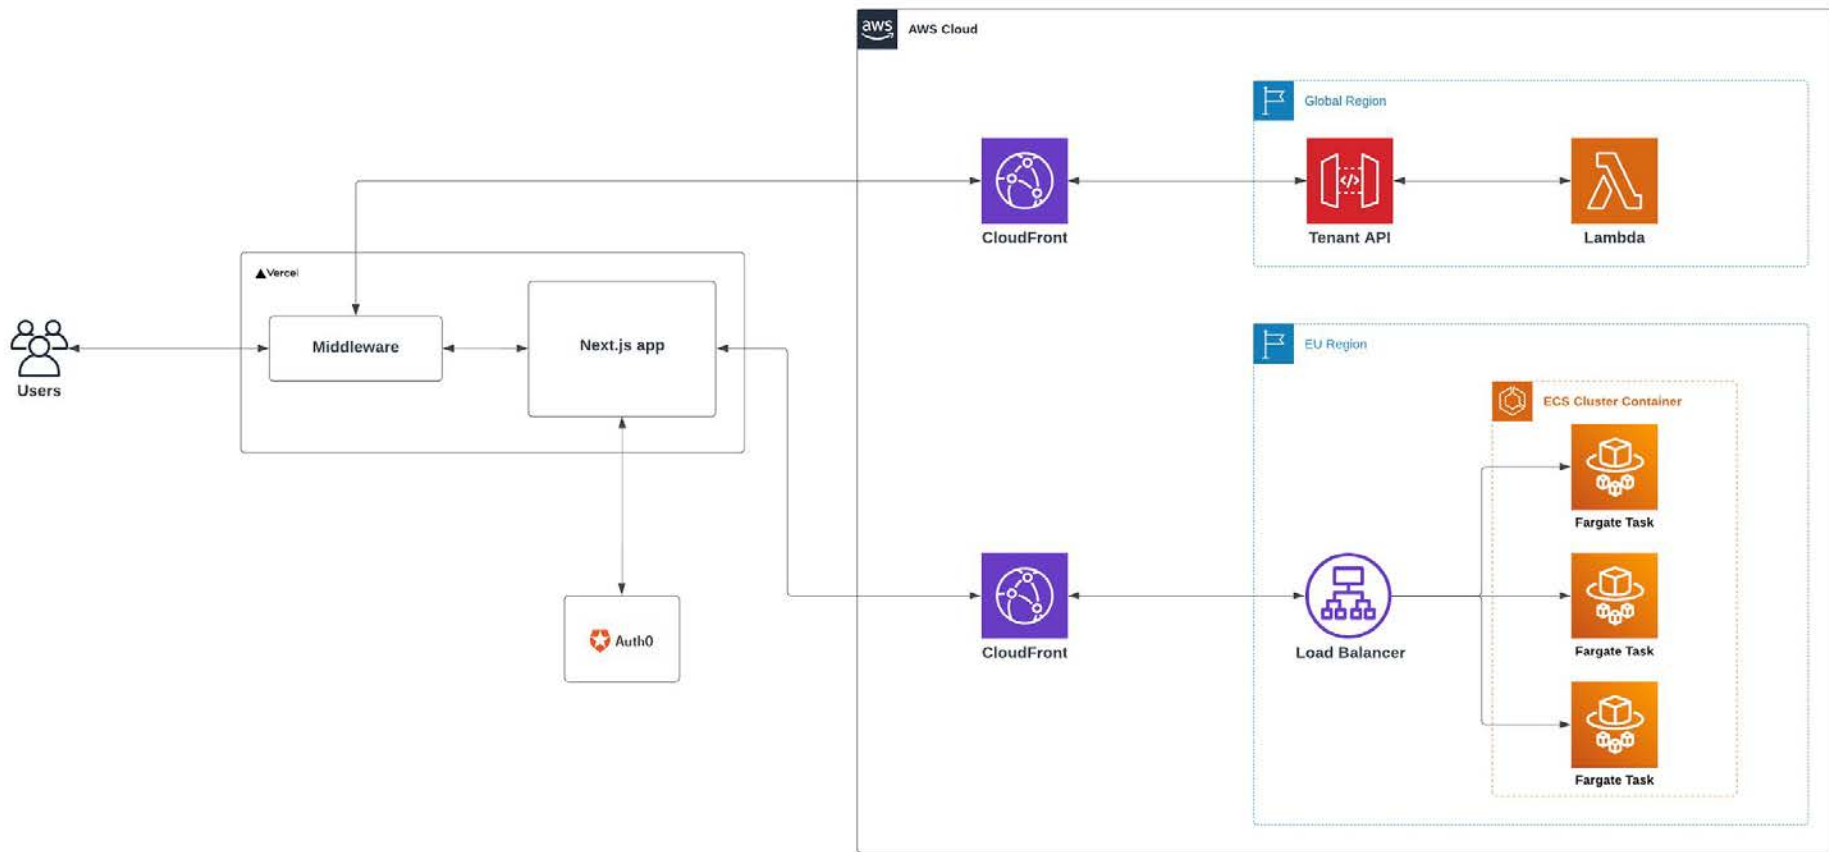 aws
AWS Cloud
Global Region
CloudFront
Tenant API
Lambda
Vercel
Middleware
Next.js app
Users
EU Region
ECS Cluster Container
Fargate Task
Auth0
CloudFront
Load Balancer
Fargate Task
Fargate Task